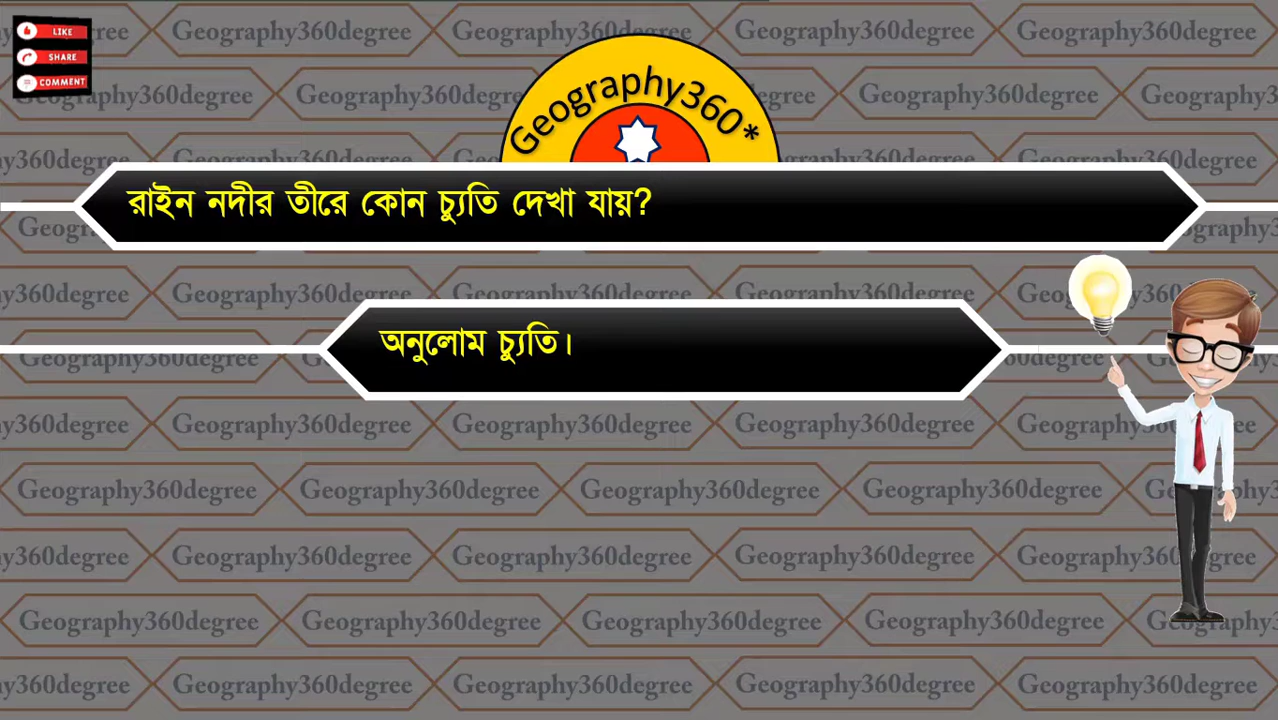 LIKE
SHARE
COMMENT
Geography360*
রাইন নদীর তীরে কোন চ্যুতি দেখা যায়?
অনুলোম চ্যুতি।
Geography360degree